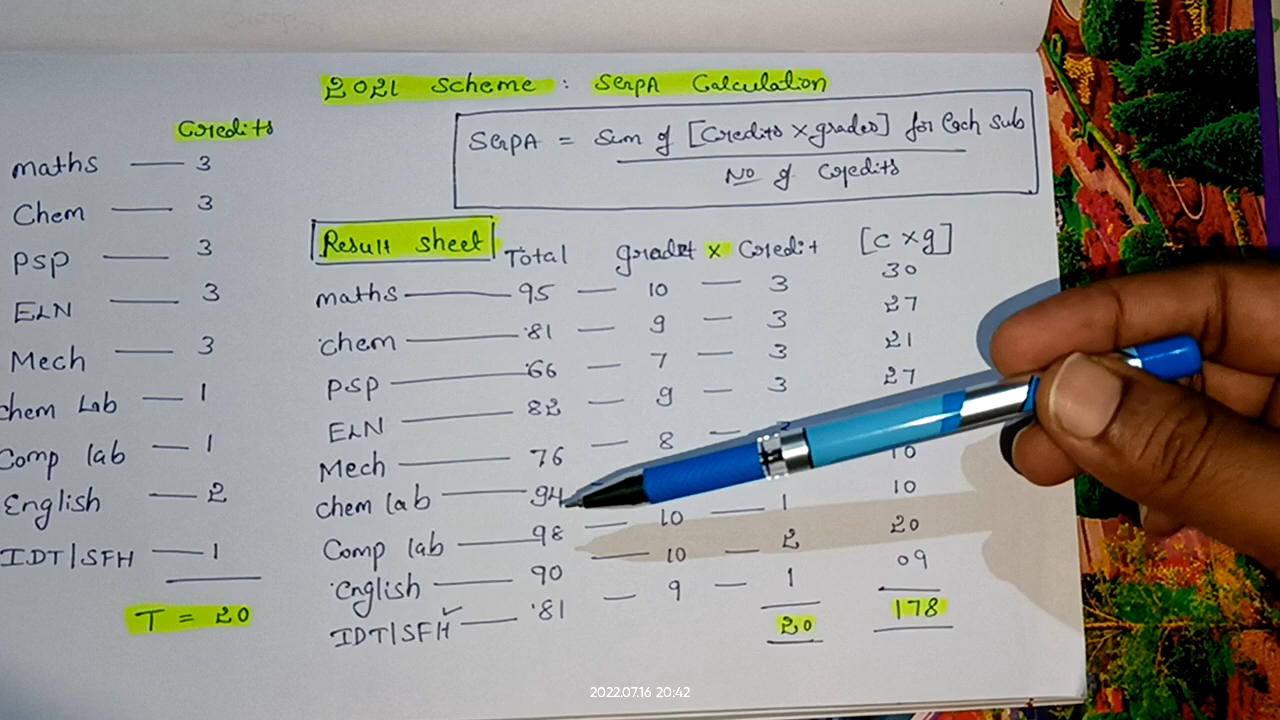 2021 Scheme : SGPA Calculation
Credits
SGPA = Sum of [Credits x grades] for Each Sub
No of Credits
maths — 3
Chem — 3
PSP — 3
ELN — 3
Mech — 3
Chem Lab — 1
Comp lab — 1
English — 2
IDT/SFH — 1
T = 20
Result Sheet Total grade x Credit [C x g]
maths — 95 — 10 — 3 30
chem — 81 — 9 — 3 27
PSP — 66 — 7 — 3 21
ELN — 82 — 9 — 3 27
Mech — 76 — 8 —
chem lab — 94 10
Comp lab — 98 — 10 — 1 10
English — 90 — 10 — 2 20
IDT/SFH — 81 — 9 — 1 09
20 178
2022.07.16 20:42